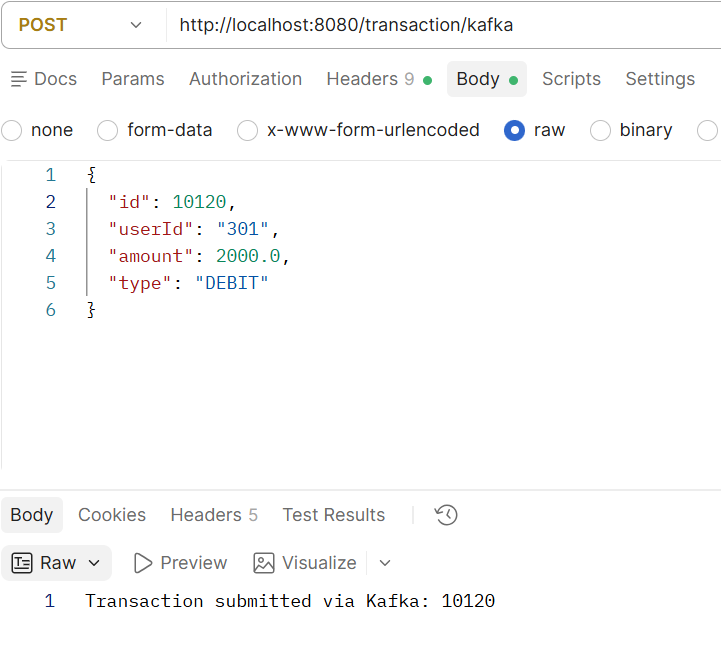 POST http://localhost:8080/transaction/kafka
Docs Params Authorization Headers 9 Body Scripts Settings
none form-data x-www-form-urlencoded raw binary
1 {
2 "id": 10120,
3 "userId": "301",
4 "amount": 2000.0,
5 "type": "DEBIT"
6 }
Body Cookies Headers 5 Test Results
Raw Preview Visualize
1 Transaction submitted via Kafka: 10120